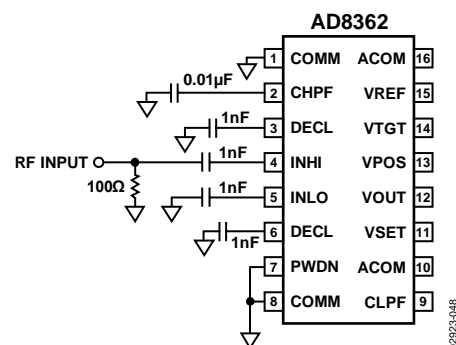 AD8362
1 COMM ACOM 16
0.01µF
2 CHPF VREF 15
1nF
3 DECL VTGT 14
1nF
RF INPUT 4 INHI VPOS 13
100Ω
1nF
5 INLO VOUT 12
6 DECL VSET 11
1nF
7 PWDN ACOM 10
8 COMM CLPF 9
02923-048